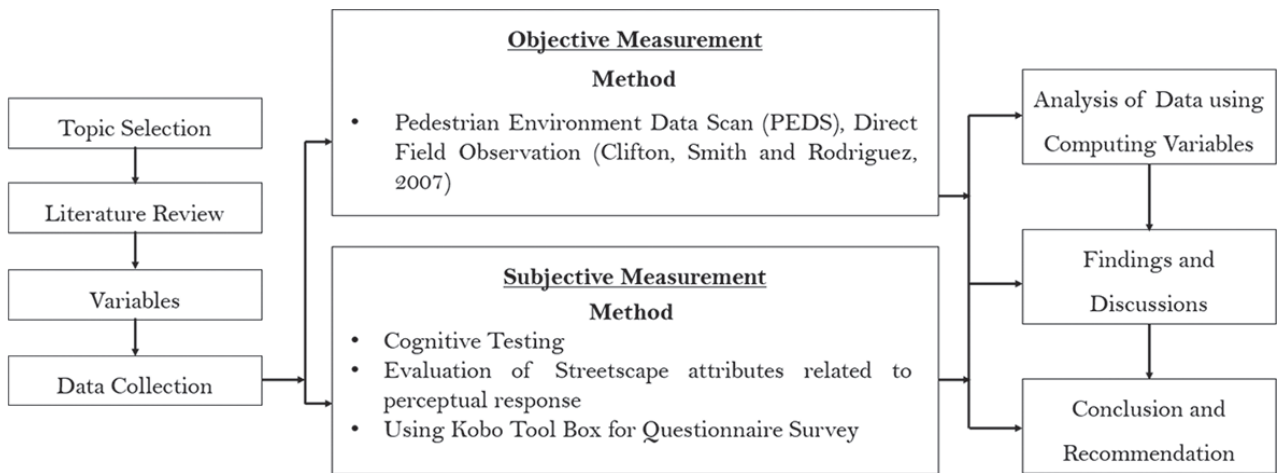 Topic Selection
Literature Review
Variables
Data Collection
Objective Measurement
Method
• Pedestrian Environment Data Scan (PEDS), Direct
Field Observation (Clifton, Smith and Rodriguez,
2007)
Subjective Measurement
Method
• Cognitive Testing
• Evaluation of Streetscape attributes related to
perceptual response
• Using Kobo Tool Box for Questionnaire Survey
Analysis of Data using
Computing Variables
Findings and
Discussions
Conclusion and
Recommendation